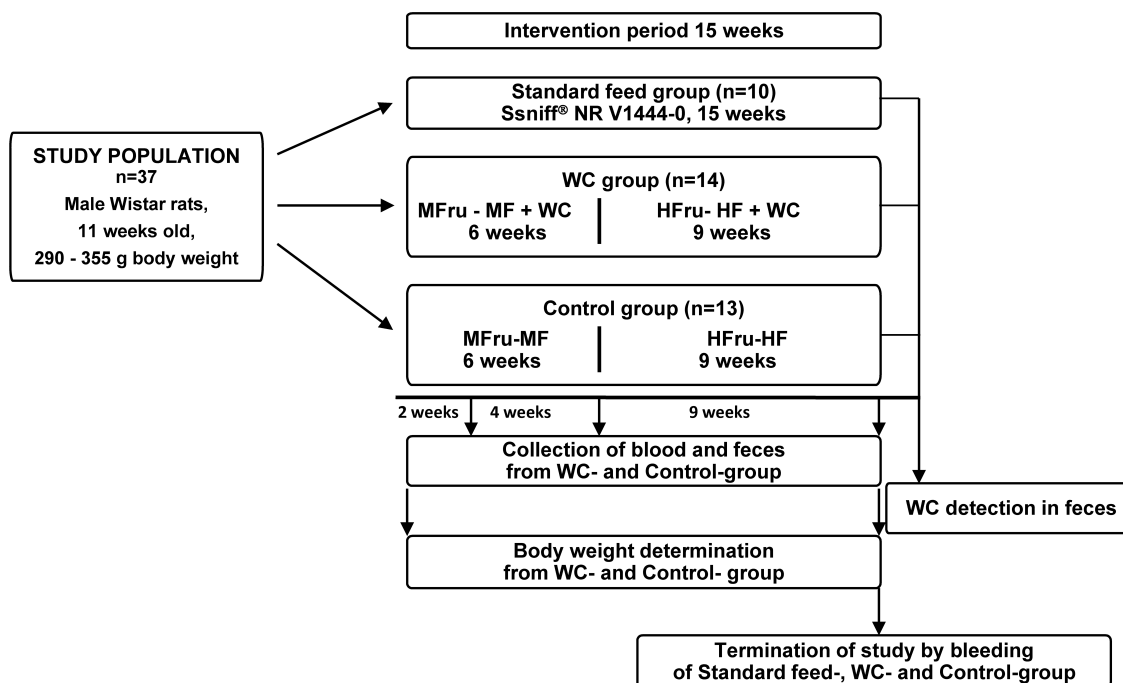 Intervention period 15 weeks
Standard feed group (n=10)
Ssniff® NR V1444-0, 15 weeks
STUDY POPULATION
n=37
Male Wistar rats,
11 weeks old,
290 - 355 g body weight
WC group (n=14)
MFru - MF + WC
6 weeks
HFru- HF + WC
9 weeks
Control group (n=13)
MFru-MF
6 weeks
HFru-HF
9 weeks
2 weeks
4 weeks
9 weeks
Collection of blood and feces
from WC- and Control-group
WC detection in feces
Body weight determination
from WC- and Control- group
Termination of study by bleeding
of Standard feed-, WC- and Control-group